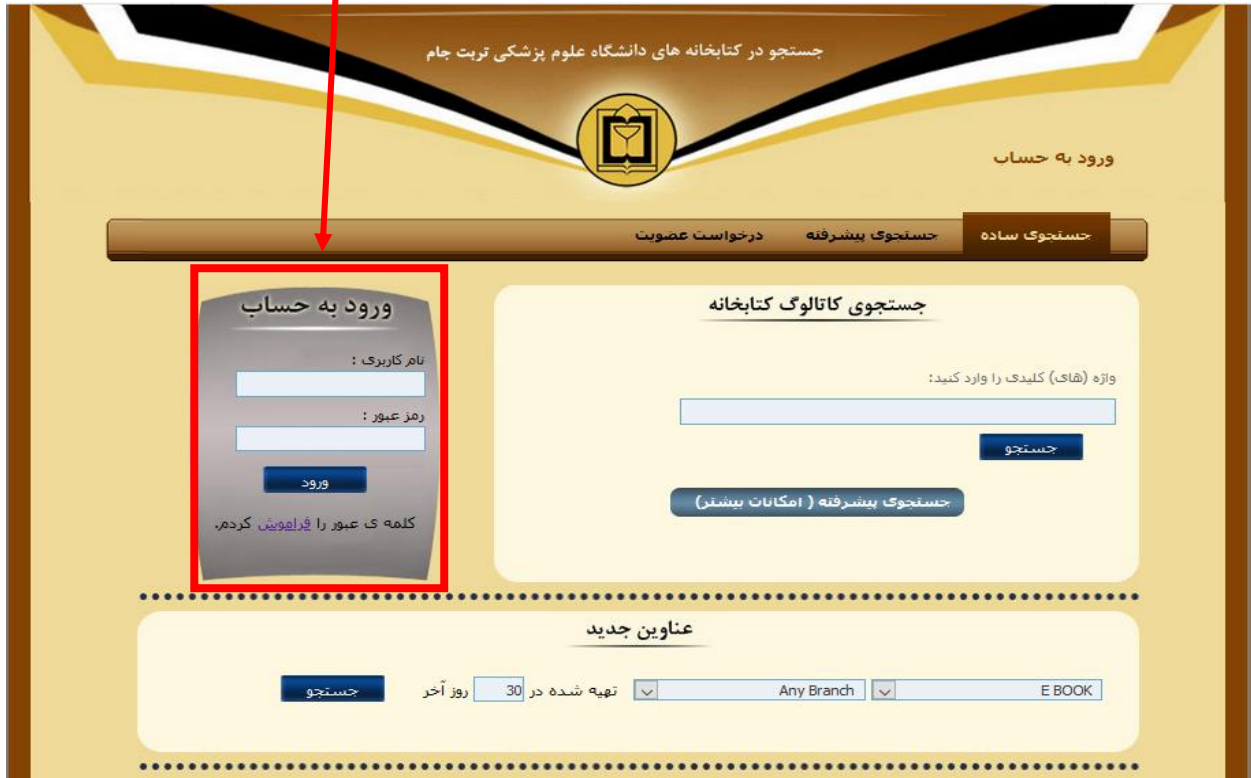 جستجو در کتابخانه های دانشگاه علوم پزشکی تربت جام
ورود به حساب
جستجوی ساده
جستجوی پیشرفته
درخواست عضویت
جستجوی کاتالوگ کتابخانه
واژه (های) کلیدی را وارد کنید:
جستجو
جستجوی پیشرفته ( امکانات بیشتر)
ورود به حساب
نام کاربری :
رمز عبور :
ورود
کلمه ی عبور را فراموش کردم.
عناوین جدید
E BOOK
Any Branch
تهیه شده در 30 روز آخر
جستجو